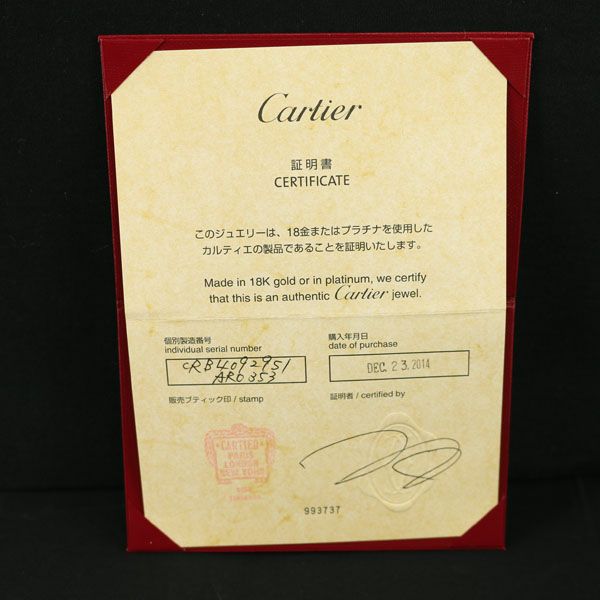 Cartier
証明書
CERTIFICATE
このジュエリーは、18金またはプラチナを使用した
カルティエの製品であることを証明いたします。
Made in 18K gold or in platinum, we certify
that this is an authentic Cartier jewel.
個別製造番号
individual serial number
CRB4092951
ARO353
購入年月日
date of purchase
DEC. 23. 2014
販売ブティック印 / stamp
証明者 / certified by
CARTIER
PARIS
LONDON
NEW YORK
993737